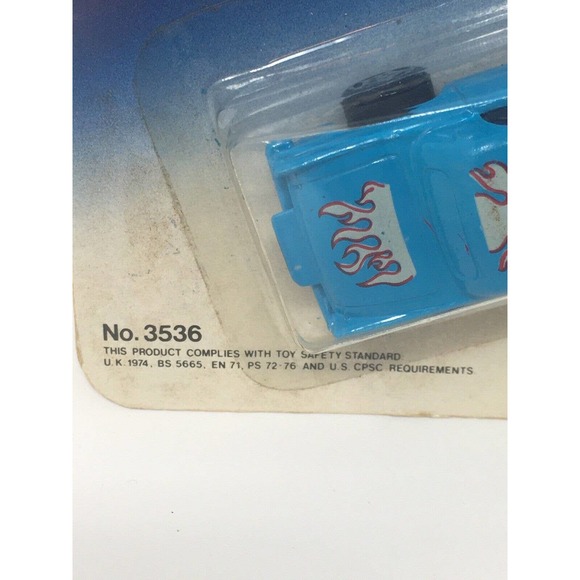 No. 3536
THIS PRODUCT COMPLIES WITH TOY SAFETY STANDARD
U.K. 1974, BS 5665, EN 71, PS 72-76 AND U.S. CPSC REQUIREMENTS